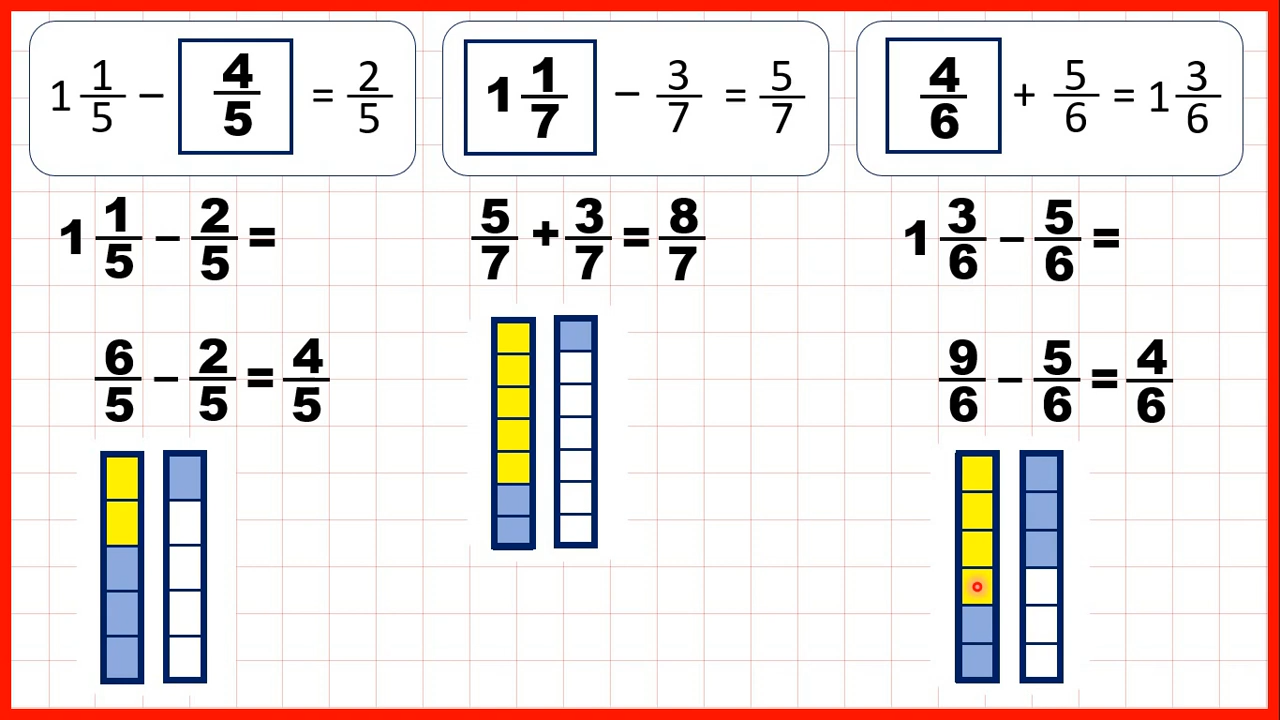 1 1/5 − 4/5 = 2/5
1 1/7 − 3/7 = 5/7
4/6 + 5/6 = 1 3/6
1 1/5 − 2/5 =
6/5 − 2/5 = 4/5
5/7 + 3/7 = 8/7
1 3/6 − 5/6 =
9/6 − 5/6 = 4/6